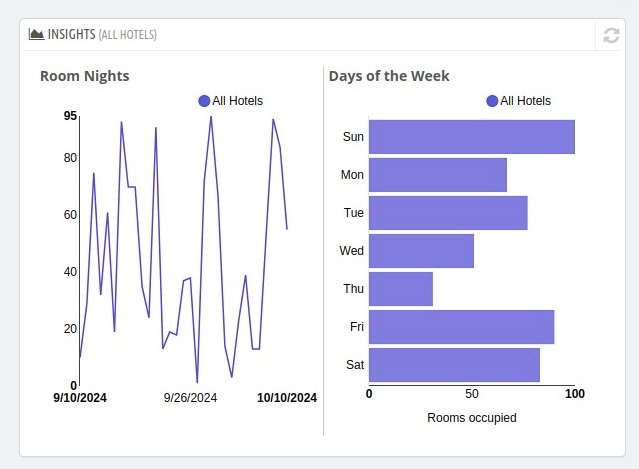 INSIGHTS (ALL HOTELS)
Room Nights
All Hotels
95
80
60
40
20
0
9/10/2024 9/26/2024 10/10/2024
Days of the Week
All Hotels
Sun
Mon
Tue
Wed
Thu
Fri
Sat
0 50 100
Rooms occupied